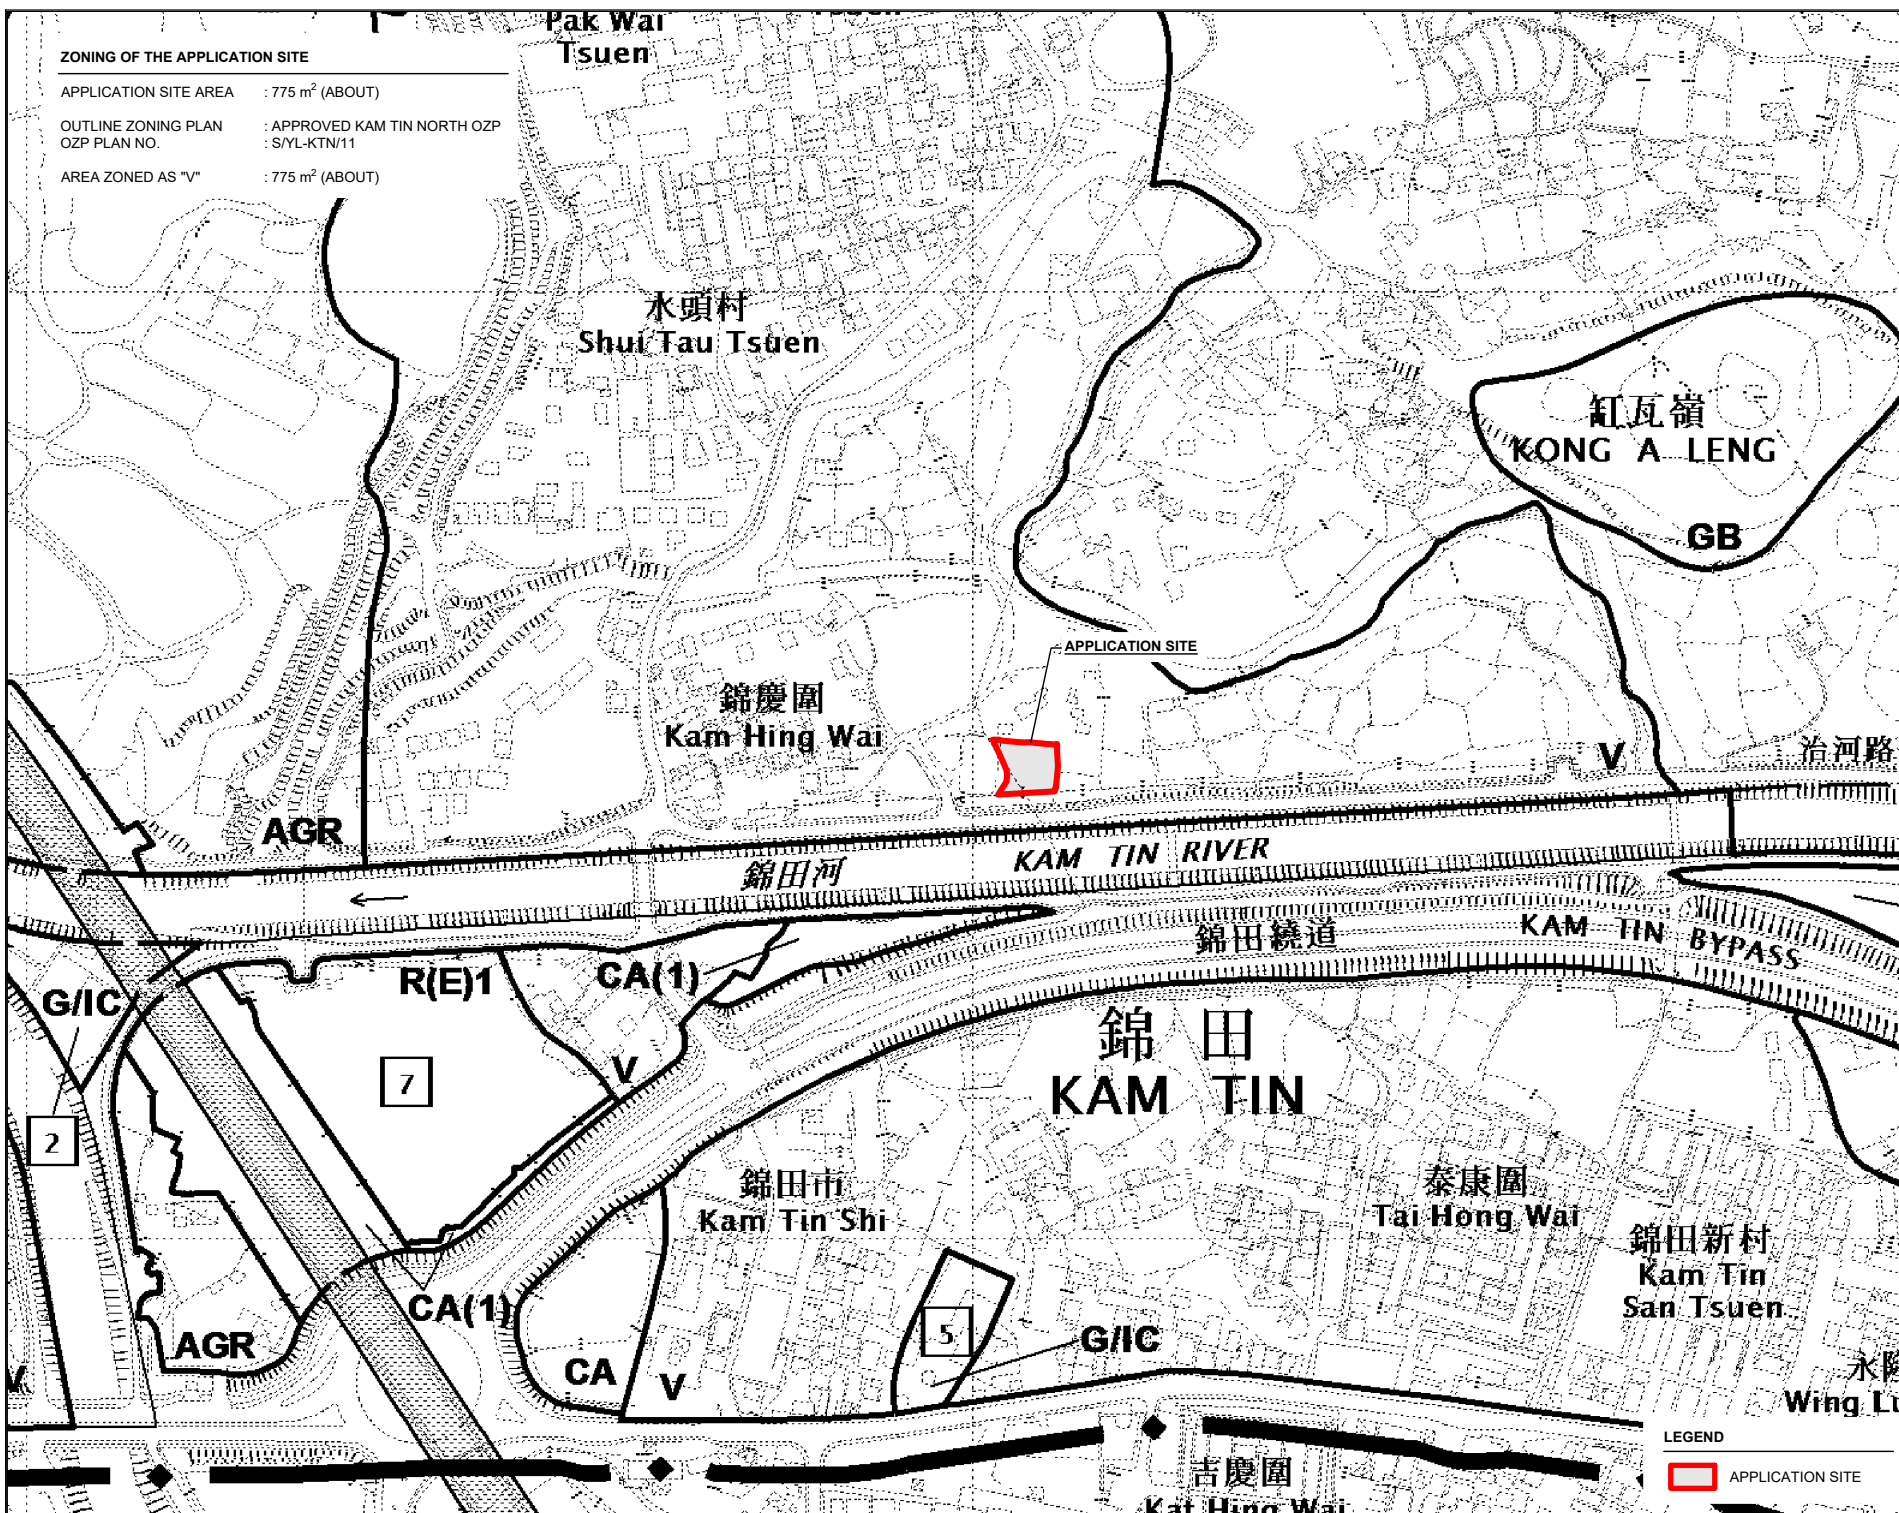 Pak Wai
Tsuen
ZONING OF THE APPLICATION SITE
APPLICATION SITE AREA : 775 m² (ABOUT)
OUTLINE ZONING PLAN : APPROVED KAM TIN NORTH OZP
OZP PLAN NO. : S/YL-KTN/11
AREA ZONED AS "V" : 775 m² (ABOUT)
水頭村
Shui Tau Tsuen
缸瓦嶺
KONG A LENG
GB
APPLICATION SITE
錦慶圍
Kam Hing Wai
V
治河路
AGR
錦田河
KAM TIN RIVER
錦田繞道
KAM TIN BYPASS
G/IC
R(E)1
CA(1)
錦田
KAM TIN
7
V
2
錦田市
Kam Tin Shi
泰康圍
Tai Hong Wai
錦田新村
Kam Tin
San Tsuen
CA(1)
AGR
5
G/IC
CA
V
V
Wing Lu
LEGEND
APPLICATION SITE
吉慶圍
Kat Hing Wai